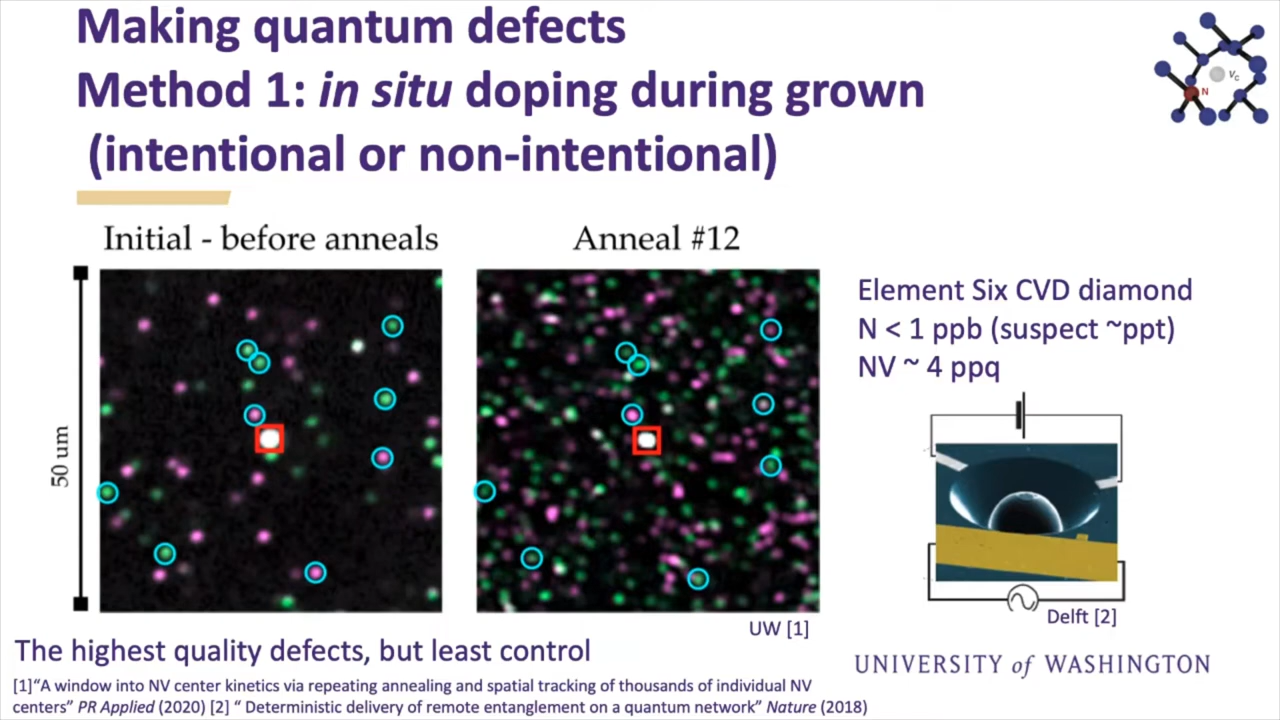 Making quantum defects
Method 1: in situ doping during grown
(intentional or non-intentional)
V_C
N
Initial - before anneals
Anneal #12
50 um
Element Six CVD diamond
N < 1 ppb (suspect ~ppt)
NV ~ 4 ppq
UW [1]
Delft [2]
The highest quality defects, but least control
UNIVERSITY of WASHINGTON
[1]“A window into NV center kinetics via repeating annealing and spatial tracking of thousands of individual NV
centers” PR Applied (2020) [2] “ Deterministic delivery of remote entanglement on a quantum network” Nature (2018)